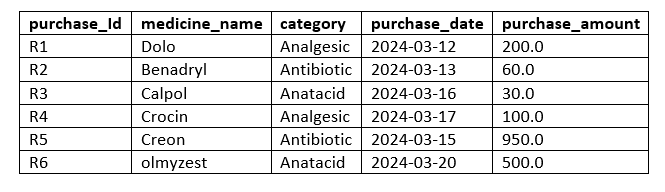 purchase_Id medicine_name category purchase_date purchase_amount
R1 Dolo Analgesic 2024-03-12 200.0
R2 Benadryl Antibiotic 2024-03-13 60.0
R3 Calpol Anatacid 2024-03-16 30.0
R4 Crocin Analgesic 2024-03-17 100.0
R5 Creon Antibiotic 2024-03-15 950.0
R6 olmyzest Anatacid 2024-03-20 500.0